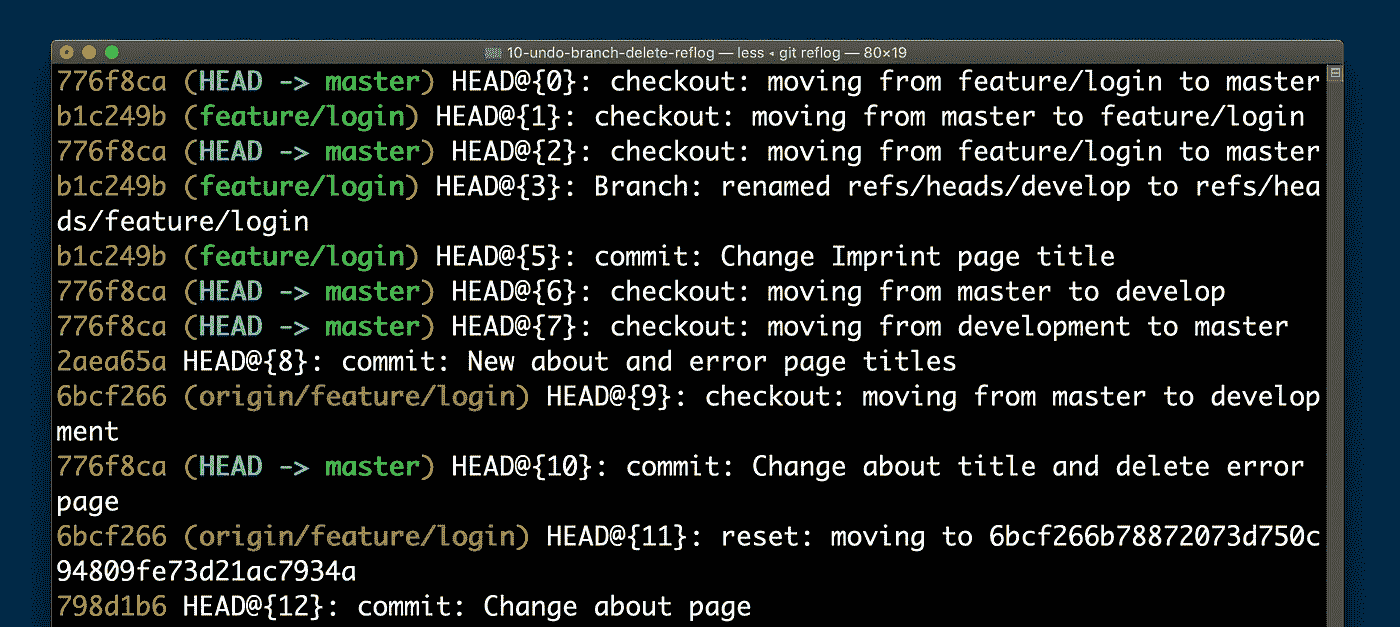 10-undo-branch-delete-reflog — less ◂ git reflog — 80×19
776f8ca (HEAD -> master) HEAD@{0}: checkout: moving from feature/login to master
b1c249b (feature/login) HEAD@{1}: checkout: moving from master to feature/login
776f8ca (HEAD -> master) HEAD@{2}: checkout: moving from feature/login to master
b1c249b (feature/login) HEAD@{3}: Branch: renamed refs/heads/develop to refs/hea
ds/feature/login
b1c249b (feature/login) HEAD@{5}: commit: Change Imprint page title
776f8ca (HEAD -> master) HEAD@{6}: checkout: moving from master to develop
776f8ca (HEAD -> master) HEAD@{7}: checkout: moving from development to master
2aea65a HEAD@{8}: commit: New about and error page titles
6bcf266 (origin/feature/login) HEAD@{9}: checkout: moving from master to develop
ment
776f8ca (HEAD -> master) HEAD@{10}: commit: Change about title and delete error
page
6bcf266 (origin/feature/login) HEAD@{11}: reset: moving to 6bcf266b78872073d750c
94809fe73d21ac7934a
798d1b6 HEAD@{12}: commit: Change about page